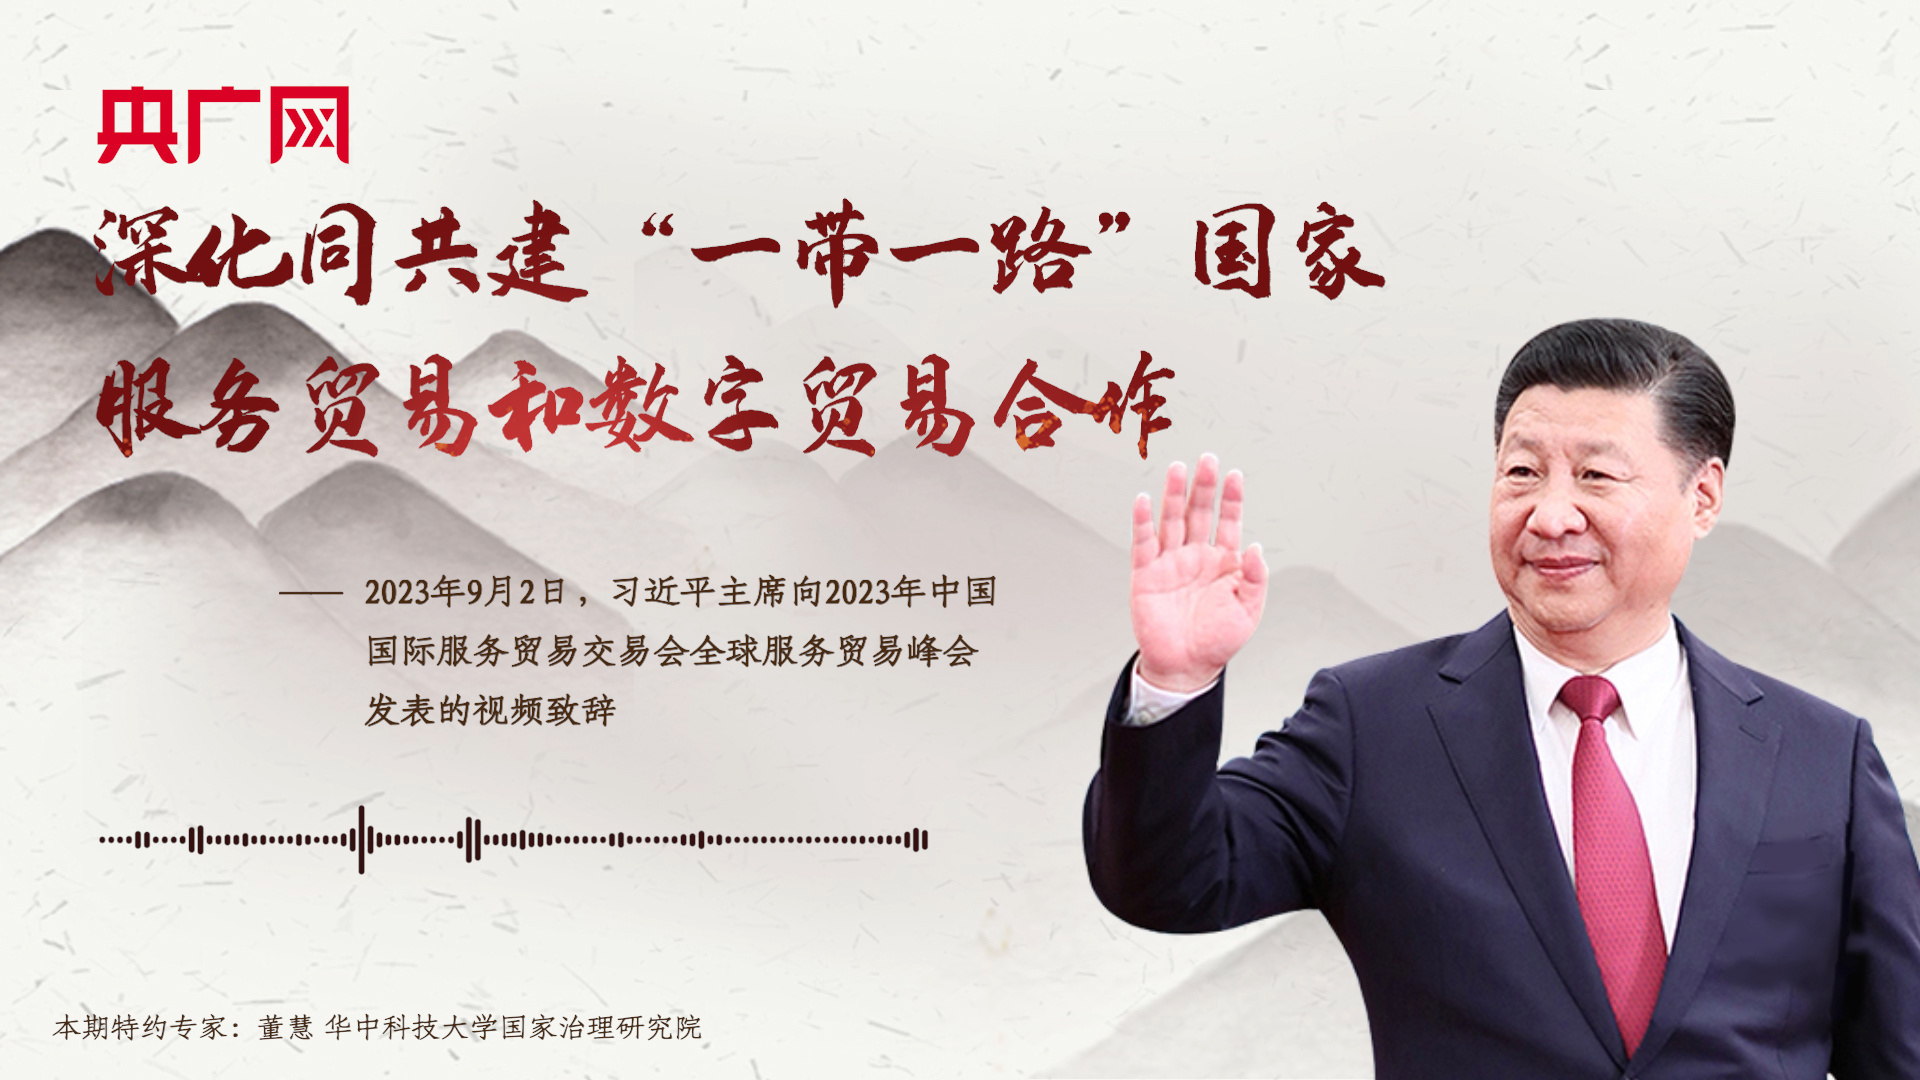 央广网
深化同共建“一带一路”国家
服务贸易和数字贸易合作
—— 2023年9月2日，习近平主席向2023年中国
国际服务贸易交易会全球服务贸易峰会
发表的视频致辞
本期特约专家：董慧 华中科技大学国家治理研究院